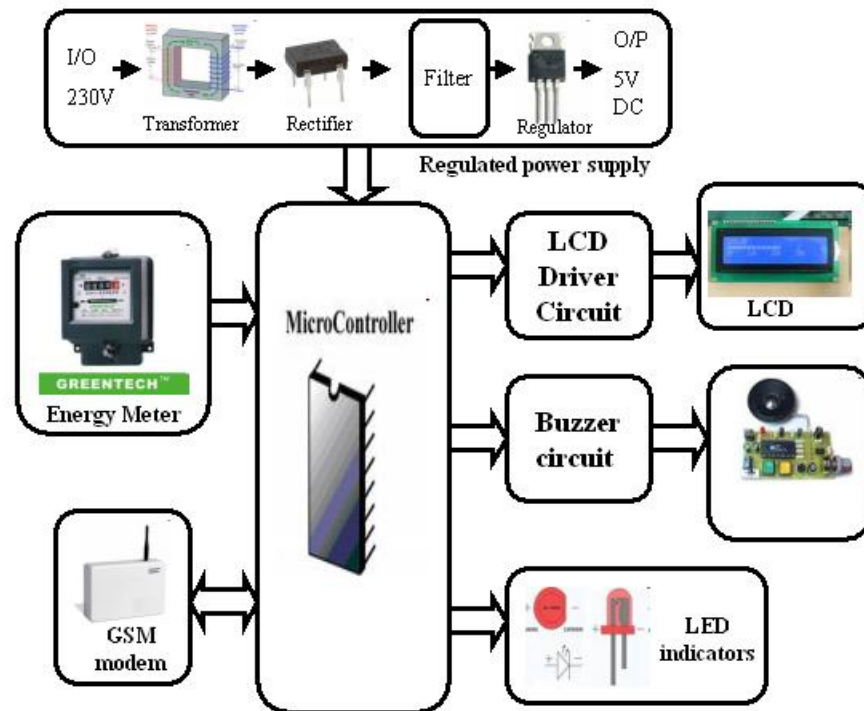 I/O
230V
Transformer
Rectifier
Filter
Regulator
O/P
5V
DC
Regulated power supply
GREENTECH™
Energy Meter
MicroController
LCD
Driver
Circuit
LCD
Buzzer
circuit
GSM
modem
LED
indicators